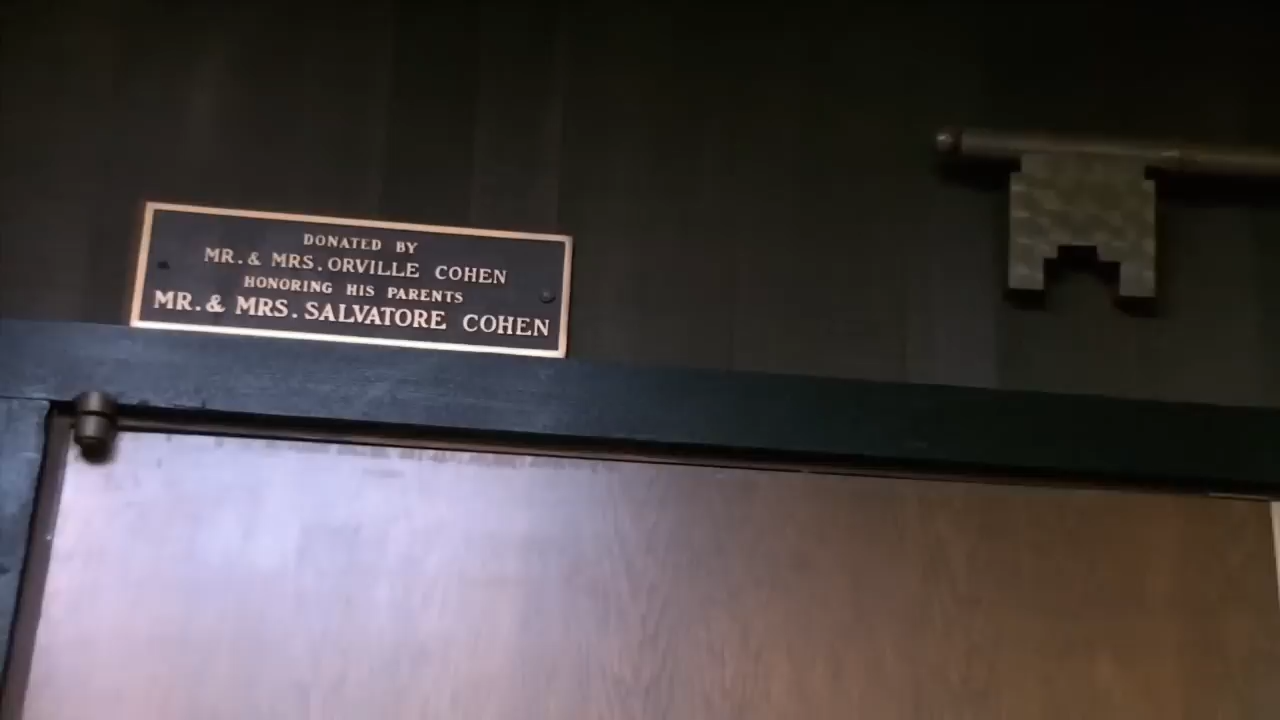 DONATED BY
MR. & MRS. ORVILLE COHEN
HONORING HIS PARENTS
MR. & MRS. SALVATORE COHEN